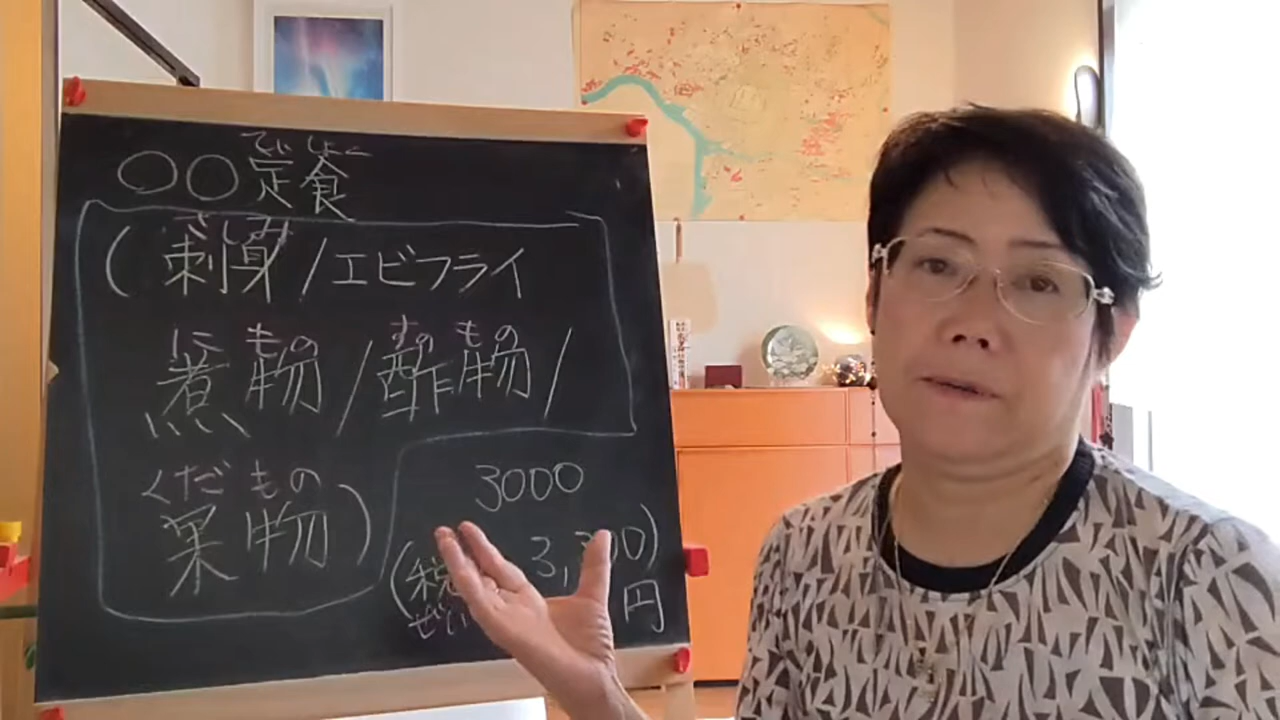 ていしょく
〇〇定食
さしみ
(刺身/エビフライ
に もの すのもの
煮物/酢物/
くだもの
果物)
3000
(税 3,300)
ぜい
円